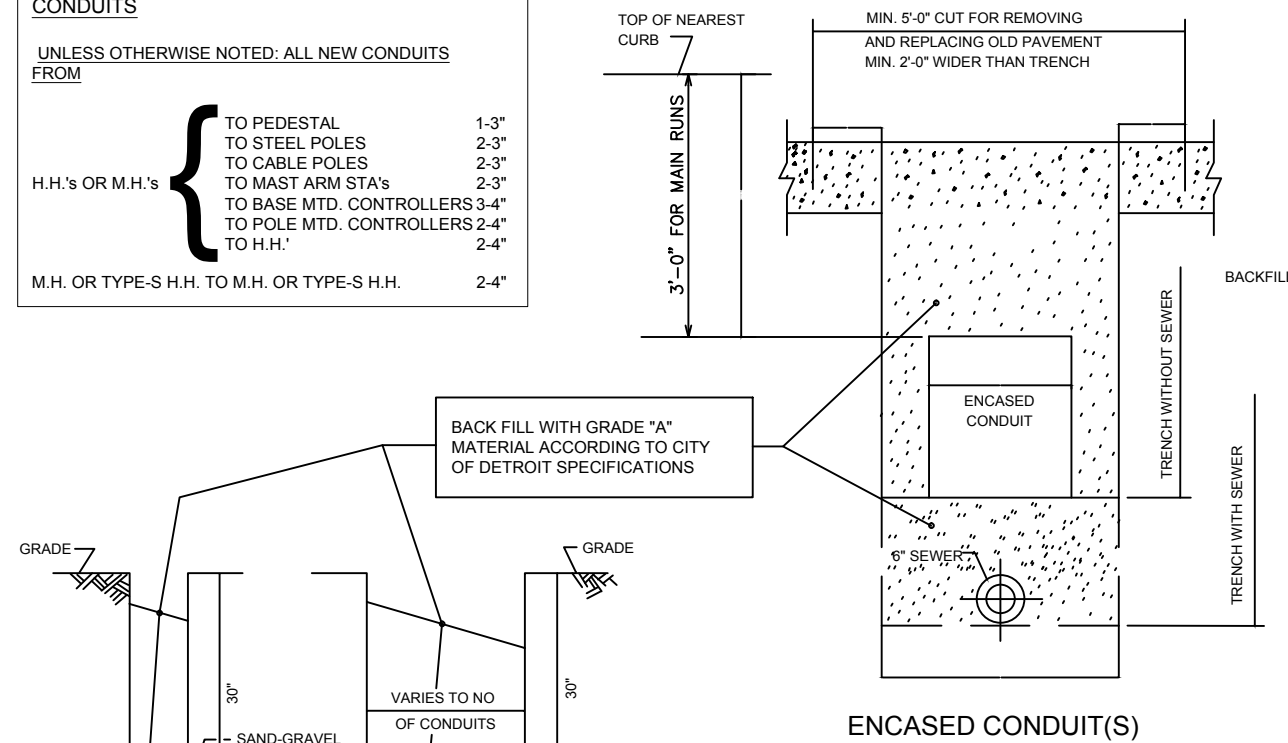 CONDUITS
UNLESS OTHERWISE NOTED: ALL NEW CONDUITS
FROM
H.H.'s OR M.H.'s
TO PEDESTAL 1-3"
TO STEEL POLES 2-3"
TO CABLE POLES 2-3"
TO MAST ARM STA's 2-3"
TO BASE MTD. CONTROLLERS 3-4"
TO POLE MTD. CONTROLLERS 2-4"
TO H.H.' 2-4"
M.H. OR TYPE-S H.H. TO M.H. OR TYPE-S H.H. 2-4"
TOP OF NEAREST
CURB
MIN. 5'-0" CUT FOR REMOVING
AND REPLACING OLD PAVEMENT
MIN. 2'-0" WIDER THAN TRENCH
3'-0" FOR MAIN RUNS
BACKFILL
ENCASED
CONDUIT
TRENCH WITHOUT SEWER
TRENCH WITH SEWER
BACK FILL WITH GRADE "A"
MATERIAL ACCORDING TO CITY
OF DETROIT SPECIFICATIONS
6" SEWER
GRADE
GRADE
30"
30"
VARIES TO NO
OF CONDUITS
SAND-GRAVEL
ENCASED CONDUIT(S)